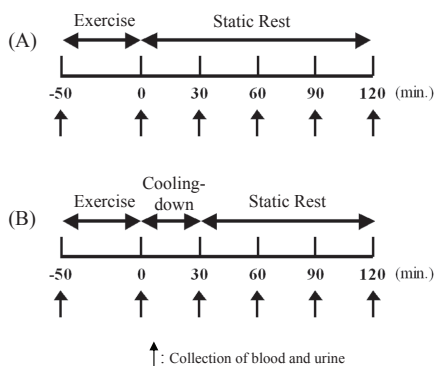 (A)
Exercise Static Rest
-50 0 30 60 90 120 (min.)
(B)
Cooling-
Exercise down Static Rest
-50 0 30 60 90 120 (min.)
: Collection of blood and urine